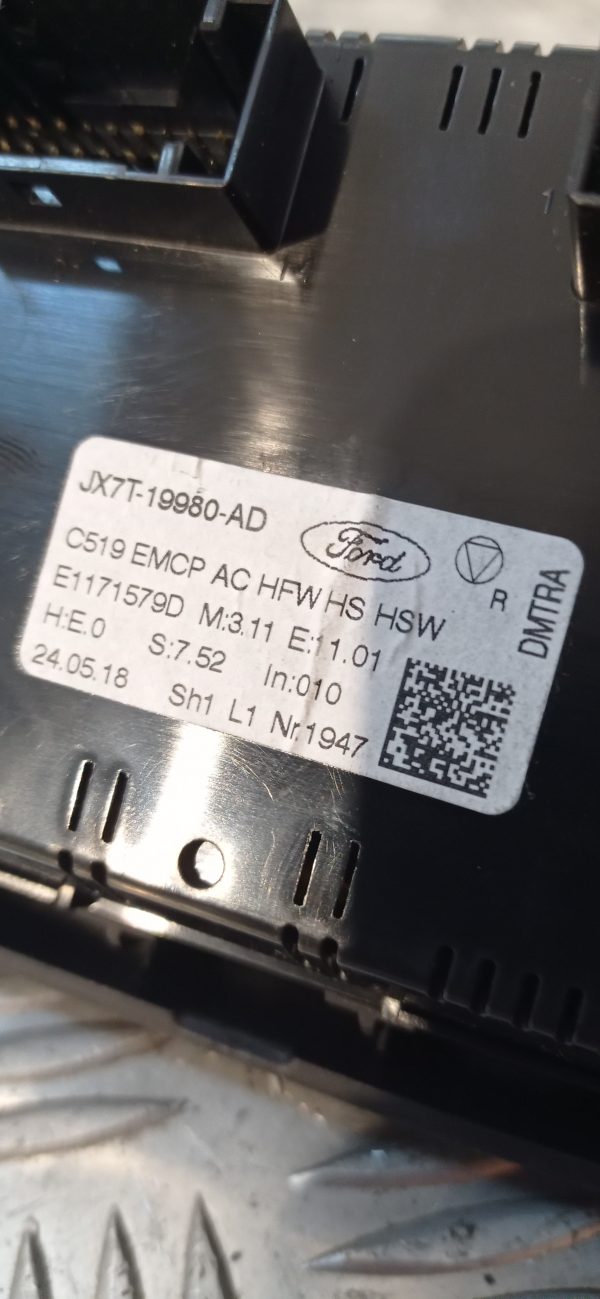 JX7T-19980-AD
Ford
C519 EMCP AC HFW HS HSW
R
E1171579D M:3.11 E:11.01
H:E.0 S:7.52 In:010
24.05.18 Sh1 L1 Nr.1947
DMTRA
1